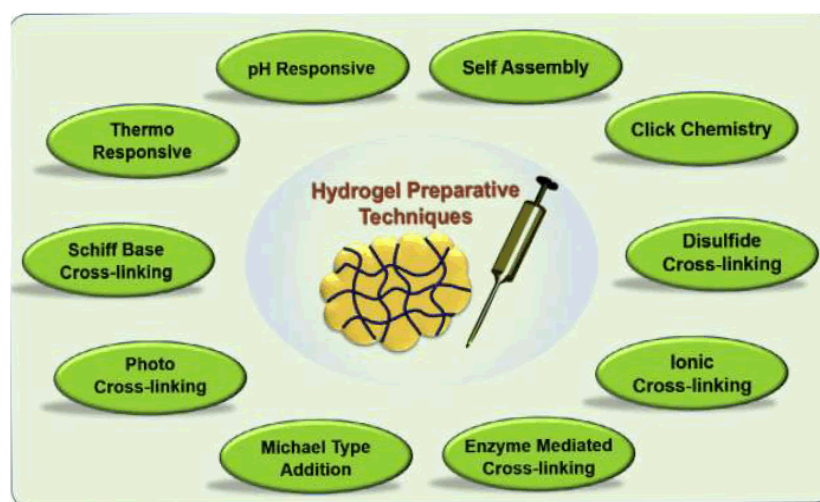 pH Responsive
Self Assembly
Thermo
Responsive
Click Chemistry
Hydrogel Preparative
Techniques
Schiff Base
Cross-linking
Disulfide
Cross-linking
Photo
Cross-linking
Ionic
Cross-linking
Michael Type
Addition
Enzyme Mediated
Cross-linking